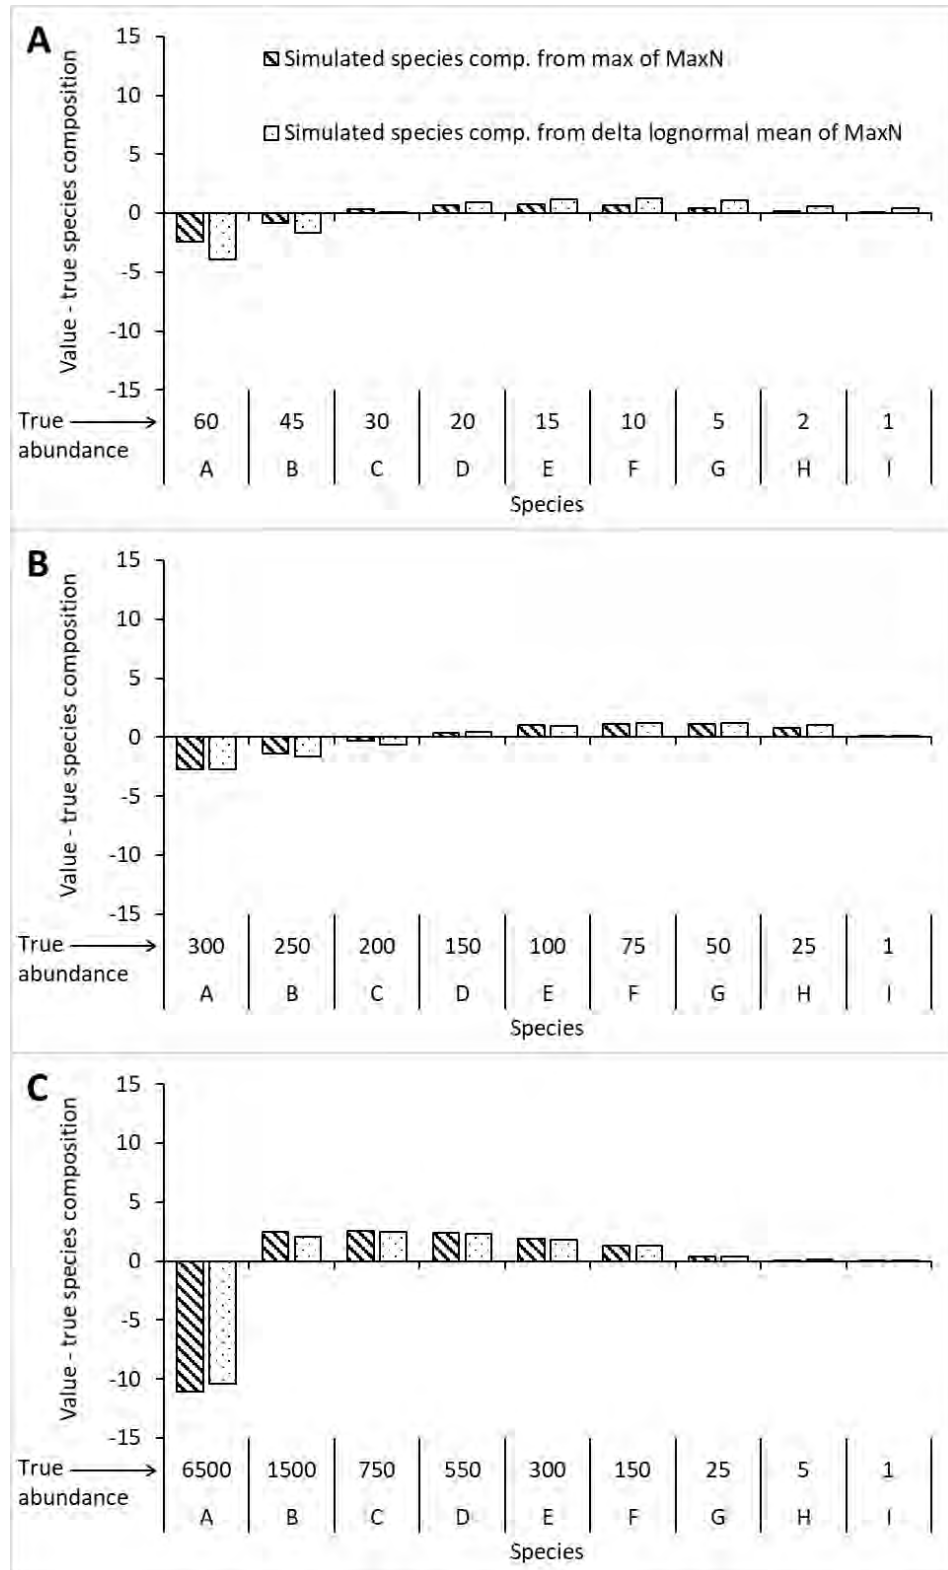 A
Value - true species composition
15
10
5
0
-5
-10
-15
Simulated species comp. from max of MaxN
Simulated species comp. from delta lognormal mean of MaxN
True abundance
60 45 30 20 15 10 5 2 1
A B C D E F G H I
Species
B
Value - true species composition
15
10
5
0
-5
-10
-15
True abundance
300 250 200 150 100 75 50 25 1
A B C D E F G H I
Species
C
Value - true species composition
15
10
5
0
-5
-10
-15
True abundance
6500 1500 750 550 300 150 25 5 1
A B C D E F G H I
Species